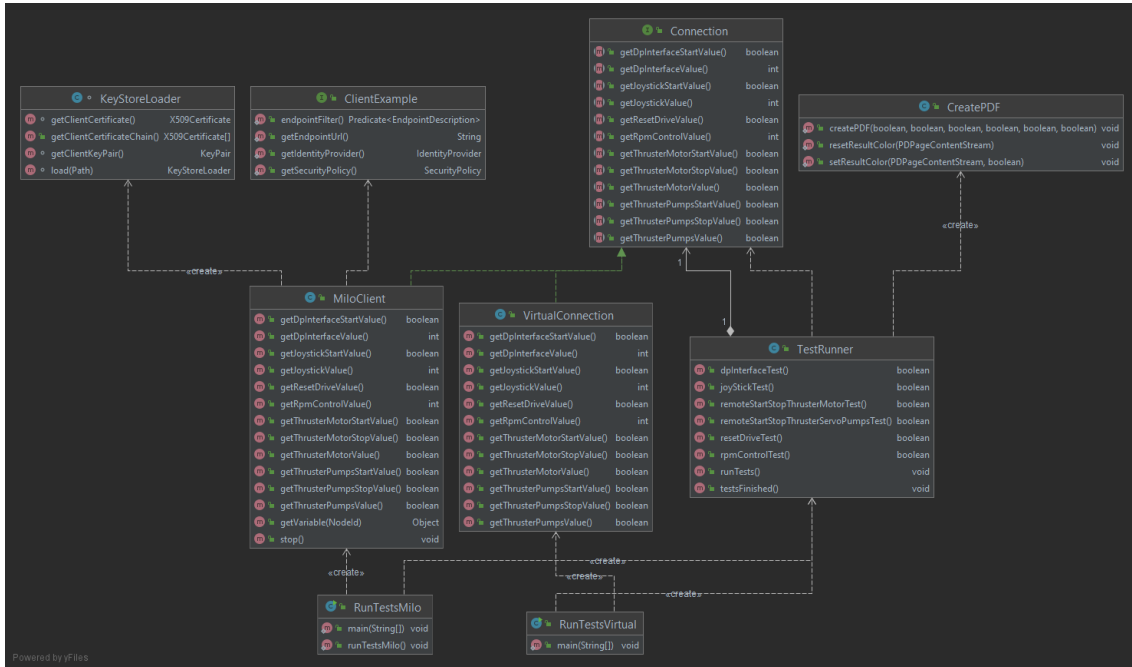 Connection
getDpInterfaceStartValue() boolean
getDpInterfaceValue() int
getJoystickStartValue() boolean
getJoystickValue() int
getResetDriveValue() boolean
getRpmControlValue() int
getThrusterMotorStartValue() boolean
getThrusterMotorStopValue() boolean
getThrusterMotorValue() boolean
getThrusterPumpsStartValue() boolean
getThrusterPumpsStopValue() boolean
getThrusterPumpsValue() boolean
KeyStoreLoader
getClientCertificate() X509Certificate
getClientCertificateChain() X509Certificate[]
getClientKeyPair() KeyPair
load(Path) KeyStoreLoader
ClientExample
endpointFilter() Predicate<EndpointDescription>
getEndpointUrl() String
getIdentityProvider() IdentityProvider
getSecurityPolicy() SecurityPolicy
CreatePDF
createPDF(boolean, boolean, boolean, boolean, boolean, boolean) void
resetResultColor(PDPageContentStream) void
setResultColor(PDPageContentStream, boolean) void
«create»
«create»
1
1
MiloClient
getDpInterfaceStartValue() boolean
getDpInterfaceValue() int
getJoystickStartValue() boolean
getJoystickValue() int
getResetDriveValue() boolean
getRpmControlValue() int
getThrusterMotorStartValue() boolean
getThrusterMotorStopValue() boolean
getThrusterMotorValue() boolean
getThrusterPumpsStartValue() boolean
getThrusterPumpsStopValue() boolean
getThrusterPumpsValue() boolean
getVariable(NodeId) Object
stop() void
VirtualConnection
getDpInterfaceStartValue() boolean
getDpInterfaceValue() int
getJoystickStartValue() boolean
getJoystickValue() int
getResetDriveValue() boolean
getRpmControlValue() int
getThrusterMotorStartValue() boolean
getThrusterMotorStopValue() boolean
getThrusterMotorValue() boolean
getThrusterPumpsStartValue() boolean
getThrusterPumpsStopValue() boolean
getThrusterPumpsValue() boolean
TestRunner
dpInterfaceTest() boolean
joyStickTest() boolean
remoteStartStopThrusterMotorTest() boolean
remoteStartStopThrusterServoPumpsTest() boolean
resetDriveTest() boolean
rpmControlTest() boolean
runTests() void
testsFinished() void
«create»
«create»
«create»
«create»
RunTestsMilo
main(String[]) void
runTestsMilo() void
RunTestsVirtual
main(String[]) void
Powered by yFiles